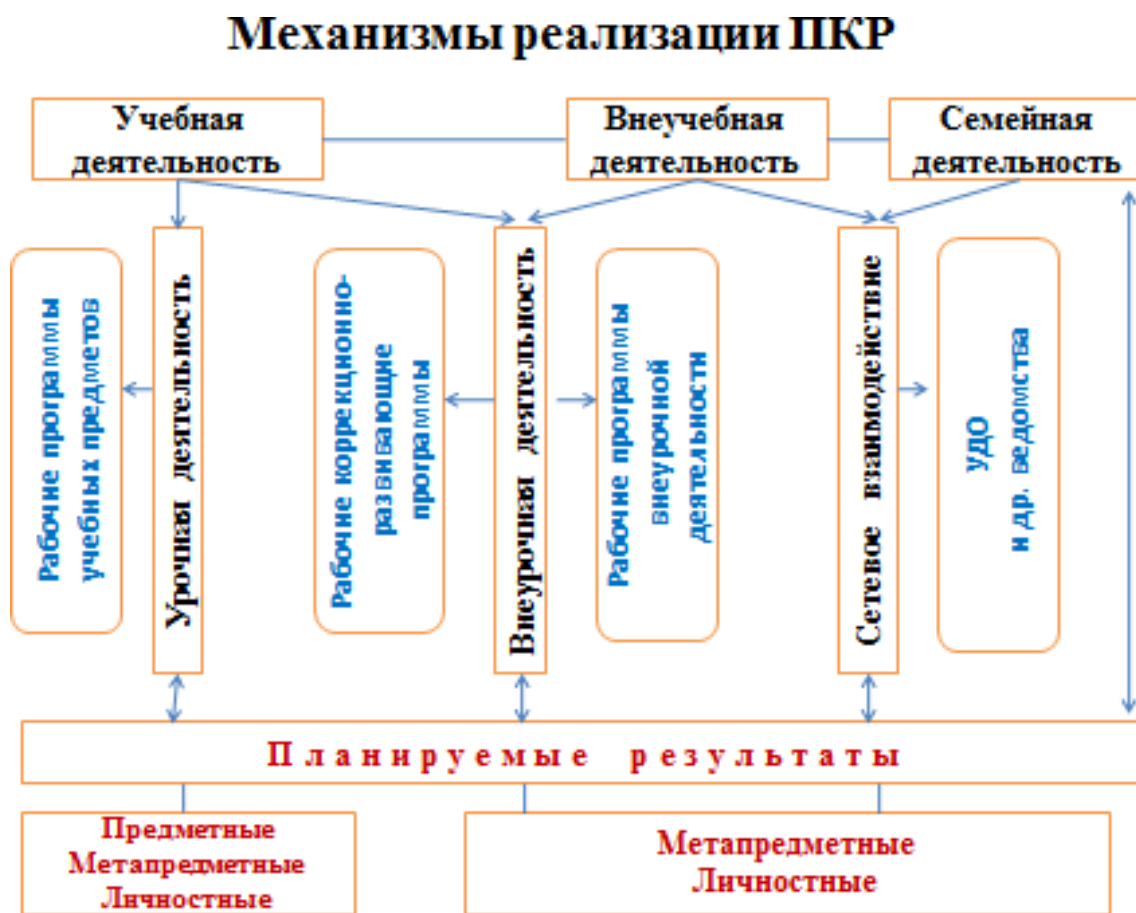 Механизмы реализации ПКР
Учебная
деятельность
Внеучебная
деятельность
Семейная
деятельность
Рабочие программы
учебных предметов
Урочная деятельность
Рабочие коррекционно-
развивающие
программы
Внеурочная деятельность
Рабочие программы
внеурочной
деятельности
Сетевое взаимодействие
УДО
и др. ведомства
Планируемые результаты
Предметные
Метапредметные
Личностные
Метапредметные
Личностные